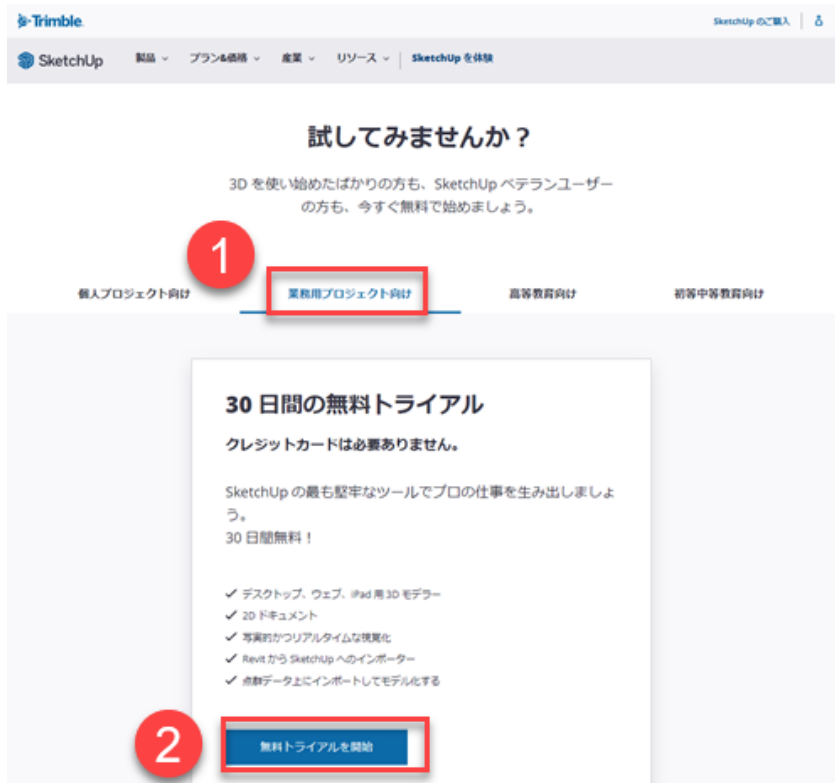 Trimble.
SketchUp のご購入
SketchUp
製品
プラン&価格
産業
リソース
SketchUp を体験
試してみませんか？
3D を使い始めたばかりの方も、SketchUp ベテランユーザー
の方も、今すぐ無料で始めましょう。
1
個人プロジェクト向け
業務用プロジェクト向け
高等教育向け
初等中等教育向け
30 日間の無料トライアル
クレジットカードは必要ありません。
SketchUp の最も堅牢なツールでプロの仕事を生み出しましょ
う。
30 日間無料！
✓ デスクトップ、ウェブ、iPad 用 3D モデラー
✓ 2D ドキュメント
✓ 写実的かつリアルタイムな視覚化
✓ Revit から SketchUp へのインポーター
✓ 点群データ上にインポートしてモデル化する
2
無料トライアルを開始